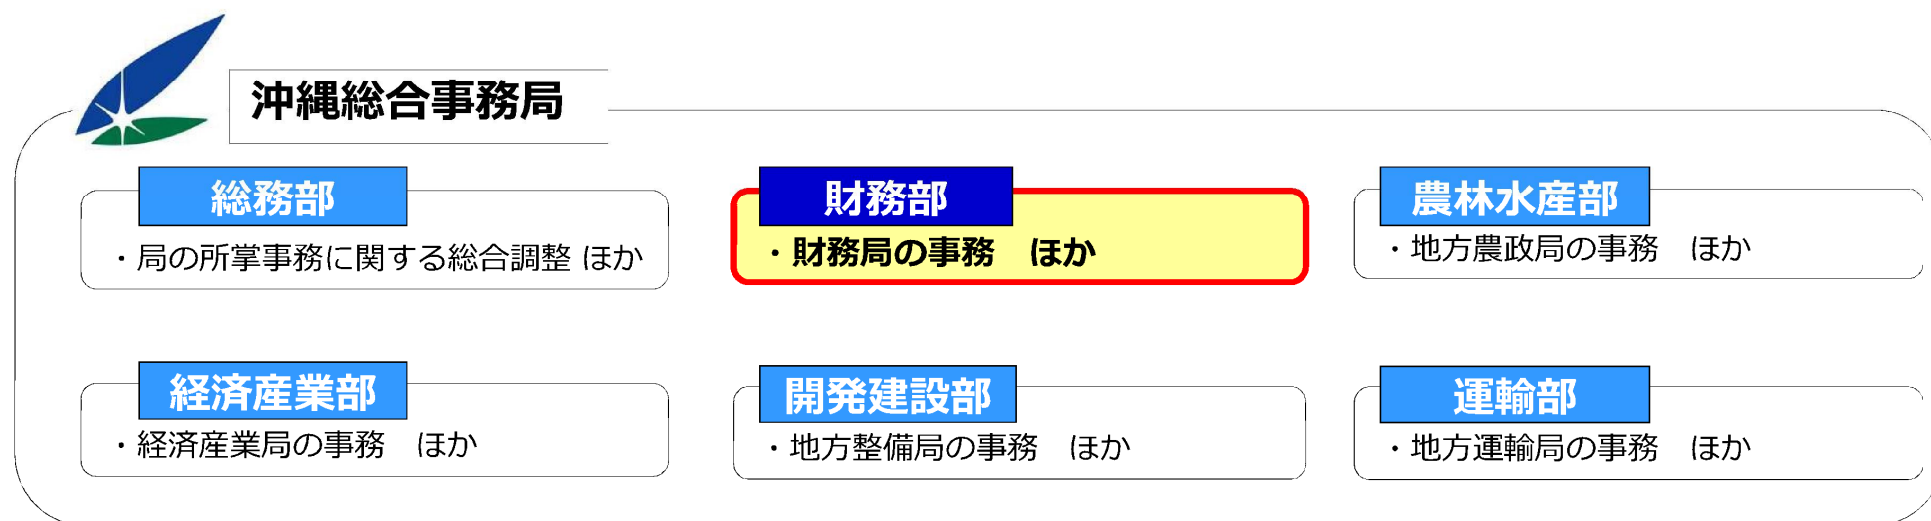 沖縄総合事務局
総務部
・局の所掌事務に関する総合調整 ほか
財務部
・財務局の事務　ほか
農林水産部
・地方農政局の事務　ほか
経済産業部
・経済産業局の事務　ほか
開発建設部
・地方整備局の事務　ほか
運輸部
・地方運輸局の事務　ほか